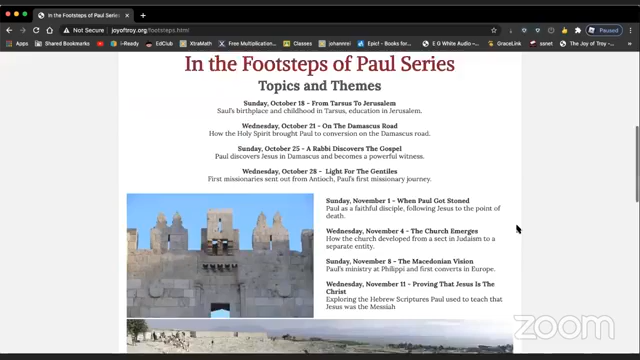 In the Footsteps of Paul Series
Not Secure
joyoftroy.org/footsteps.html
Paused
Apps
Shared Bookmarks
I-Ready
EdClub
XtraMath
Free Multiplication...
johannrel
Epic! - Books for...
E G White Audio —...
GraceLink
ssnet
The Joy of Troy
In the Footsteps of Paul Series
Topics and Themes
Sunday, October 18 - From Tarsus To Jerusalem
Saul's birthplace and childhood in Tarsus, education in Jerusalem.
Wednesday, October 21 - On The Damascus Road
How the Holy Spirit brought Paul to conversion on the Damascus road.
Sunday, October 25 - A Rabbi Discovers The Gospel
Paul discovers Jesus in Damascus and becomes a powerful witness.
Wednesday, October 28 - Light For The Gentiles
First missionaries sent out from Antioch, Paul's first missionary journey.
Sunday, November 1 - When Paul Got Stoned
Paul as a faithful disciple, following Jesus to the point of
death.
Wednesday, November 4 - The Church Emerges
How the church developed from a sect in Judaism to a
separate entity.
Sunday, November 8 - The Macedonian Vision
Paul's ministry at Philippi and first converts in Europe.
Wednesday, November 11 - Proving That Jesus Is The
Christ
Exploring the Hebrew Scriptures Paul used to teach that
Jesus was the Messiah
zoom